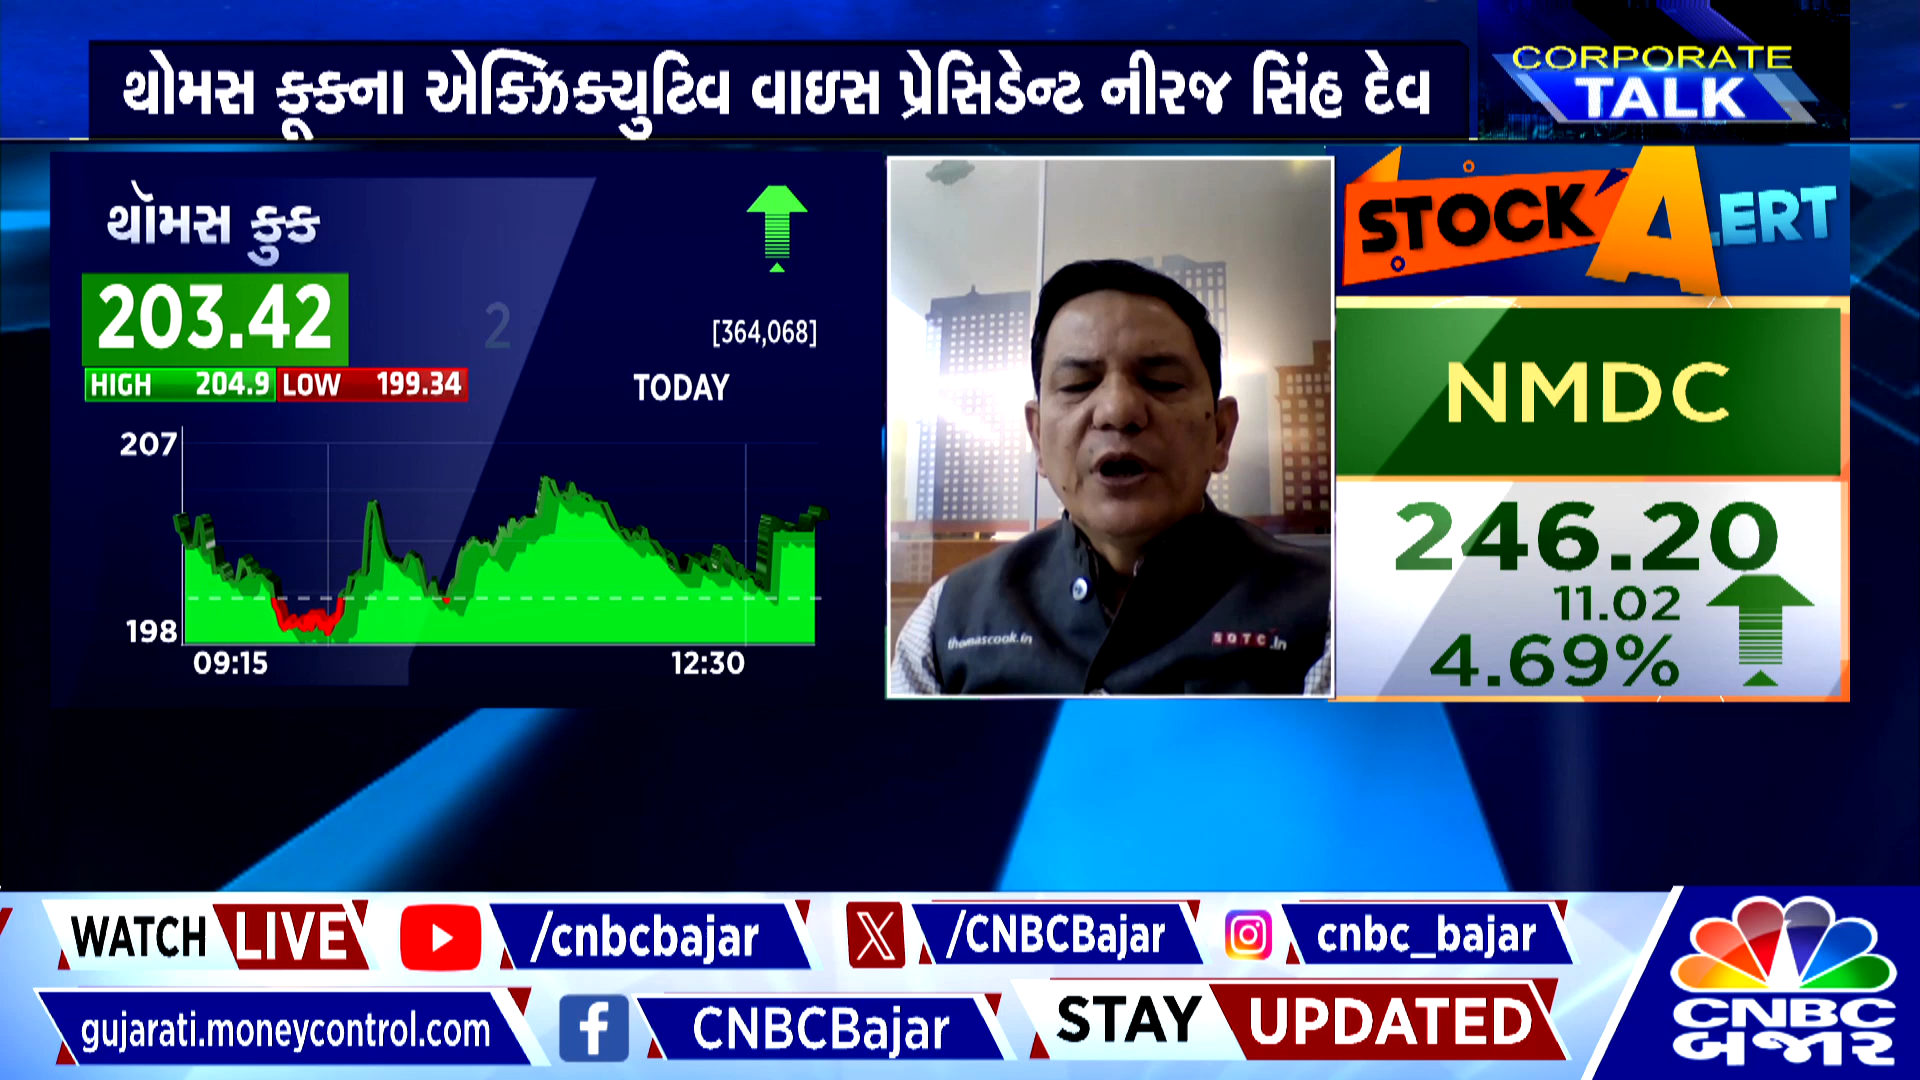 થોમસ કૂકના એક્ઝિક્યુટિવ વાઇસ પ્રેસિડેન્ટ નીરજ સિંહ દેવ
CORPORATE
TALK
થૉમસ કુક
203.42
2
[364,068]
HIGH 204.9 LOW 199.34
TODAY
207
198
09:15 12:30
thomascook.in
SOTC.in
STOCK ALERT
NMDC
246.20
11.02
4.69%
WATCH LIVE /cnbcbajar /CNBCBajar cnbc_bajar
gujarati.moneycontrol.com CNBCBajar STAY UPDATED
CNBC
બજાર